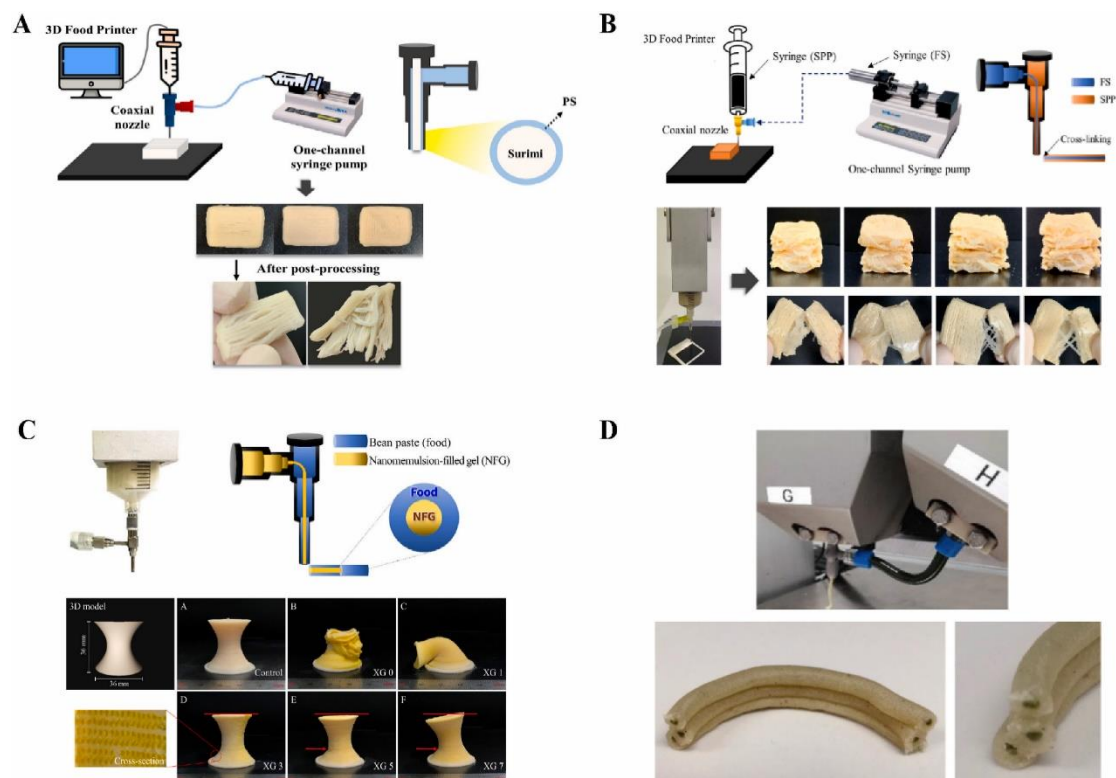 A
3D Food Printer
Coaxial
nozzle
One-channel
syringe pump
PS
Surimi
After post-processing
B
3D Food Printer
Syringe (SPP)
Syringe (FS)
Coaxial nozzle
One-channel Syringe pump
FS
SPP
Cross-linking
C
Bean paste (food)
Nanomemulsion-filled gel (NFG)
Food
NFG
3D model
36 mm
36 mm
A
Control
B
XG 0
C
XG 1
Cross-section
D
XG 3
E
XG 5
F
XG 7
D
G
H